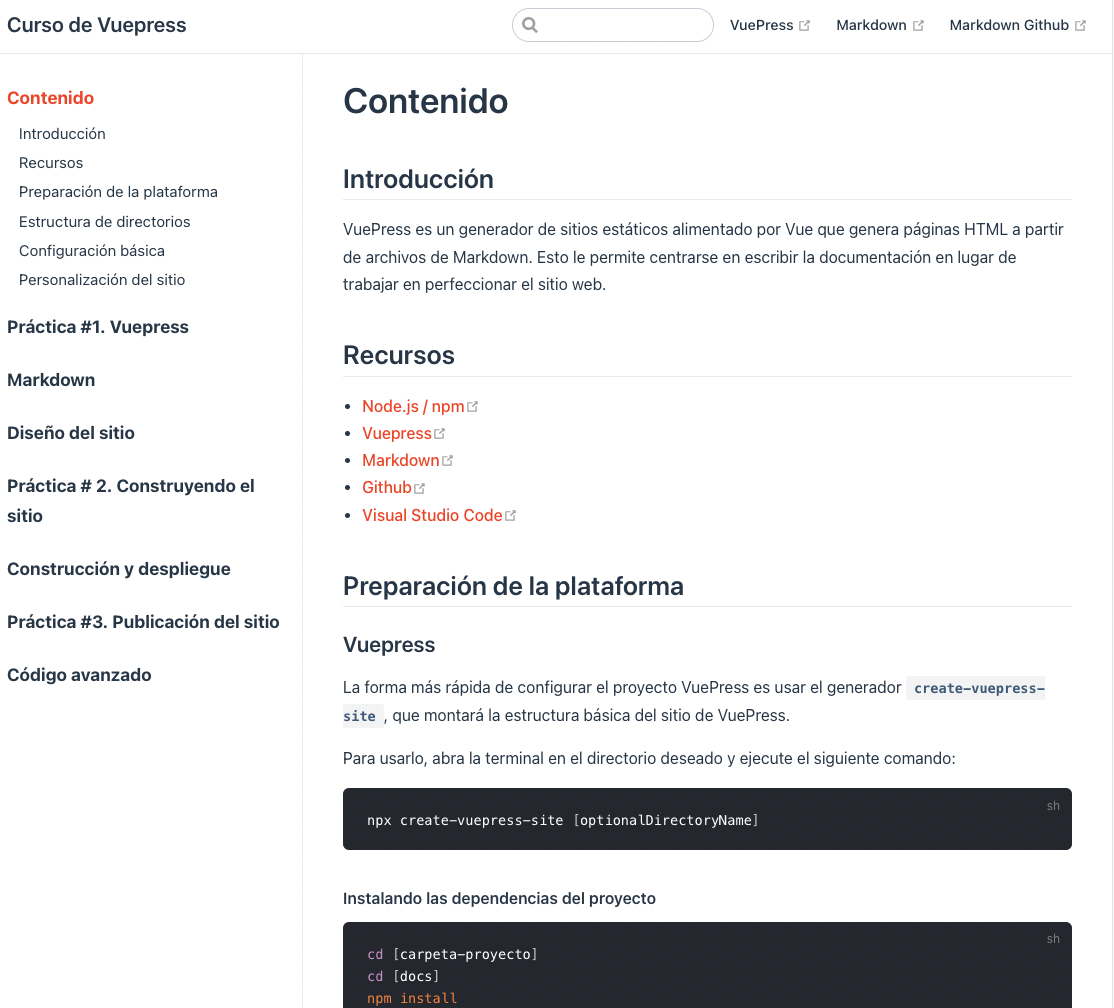 Curso de Vuepress
VuePress
Markdown
Markdown Github
Contenido
Introducción
Recursos
Preparación de la plataforma
Estructura de directorios
Configuración básica
Personalización del sitio
Práctica #1. Vuepress
Markdown
Diseño del sitio
Práctica # 2. Construyendo el
sitio
Construcción y despliegue
Práctica #3. Publicación del sitio
Código avanzado
Contenido
Introducción
VuePress es un generador de sitios estáticos alimentado por Vue que genera páginas HTML a partir
de archivos de Markdown. Esto le permite centrarse en escribir la documentación en lugar de
trabajar en perfeccionar el sitio web.
Recursos
• Node.js / npm
• Vuepress
• Markdown
• Github
• Visual Studio Code
Preparación de la plataforma
Vuepress
La forma más rápida de configurar el proyecto VuePress es usar el generador create-vuepress-
site , que montará la estructura básica del sitio de VuePress.
Para usarlo, abra la terminal en el directorio deseado y ejecute el siguiente comando:
sh
npx create-vuepress-site [optionalDirectoryName]
Instalando las dependencias del proyecto
sh
cd [carpeta-proyecto]
cd [docs]
npm install